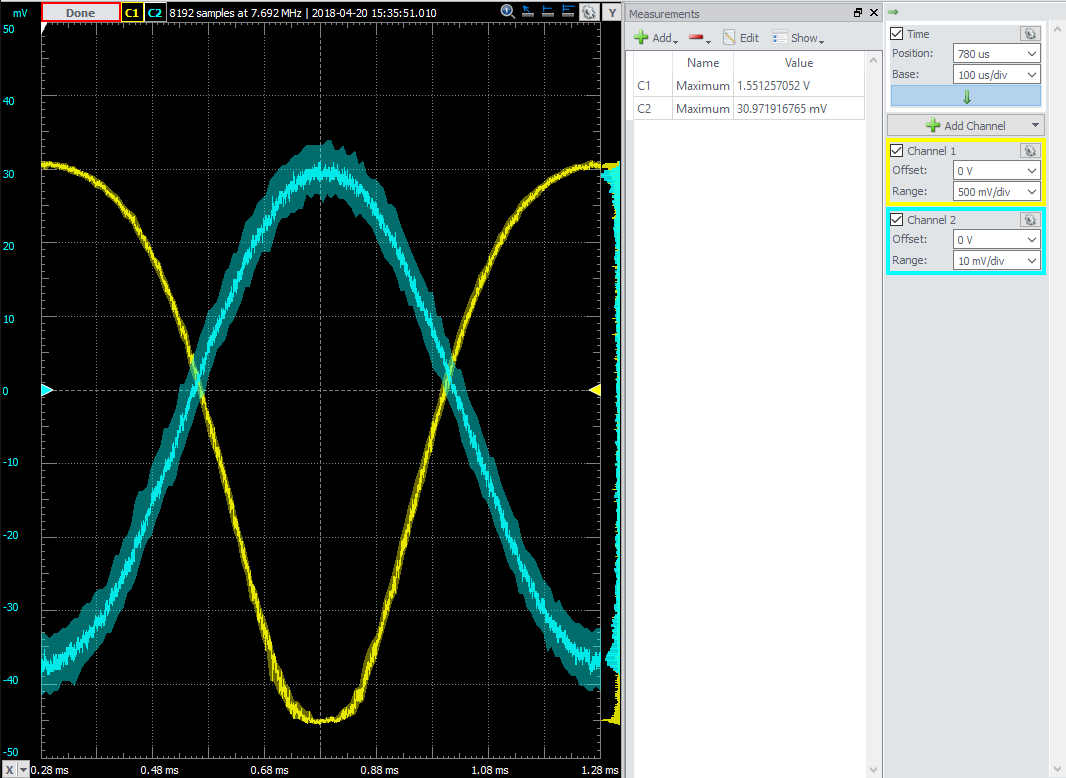 mV Done C1 C2 8192 samples at 7.692 MHz | 2018-04-20 15:35:51.010 Y
50
40
30
20
10
0
-10
-20
-30
-40
-50
X 0.28 ms 0.48 ms 0.68 ms 0.88 ms 1.08 ms 1.28 ms
Measurements
Add Edit Show
Name Value
C1 Maximum 1.551257052 V
C2 Maximum 30.971916765 mV
Time
Position: 780 us
Base: 100 us/div
Add Channel
Channel 1
Offset: 0 V
Range: 500 mV/div
Channel 2
Offset: 0 V
Range: 10 mV/div